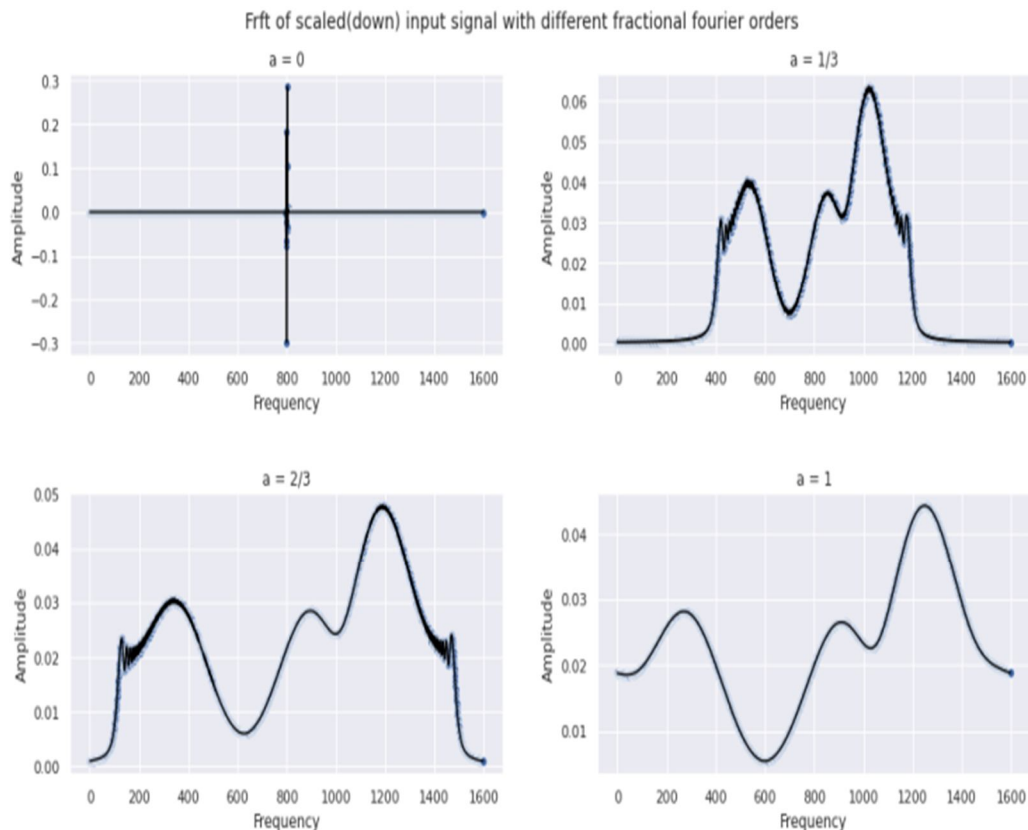 Frft of scaled(down) input signal with different fractional fourier orders
a = 0
0.3
0.2
0.1
0.0
−0.1
−0.2
−0.3
Amplitude
0 200 400 600 800 1000 1200 1400 1600
Frequency
a = 1/3
0.06
0.05
0.04
0.03
0.02
0.01
0.00
Amplitude
0 200 400 600 800 1000 1200 1400 1600
Frequency
a = 2/3
0.05
0.04
0.03
0.02
0.01
0.00
Amplitude
0 200 400 600 800 1000 1200 1400 1600
Frequency
a = 1
0.04
0.03
0.02
0.01
Amplitude
0 200 400 600 800 1000 1200 1400 1600
Frequency